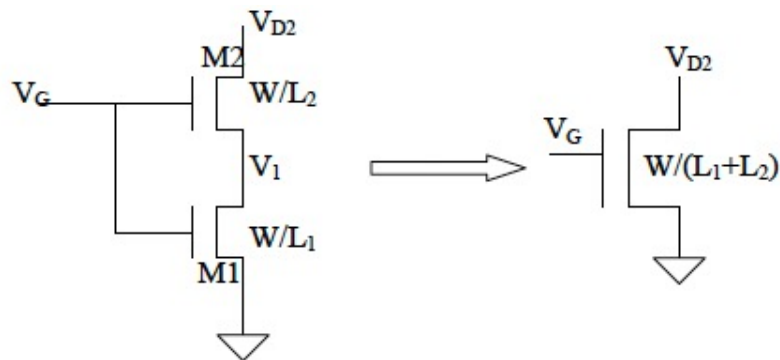 V_D2
M2
V_G
W/L_2
V_1
W/L_1
M1
V_D2
V_G
W/(L_1+L_2)